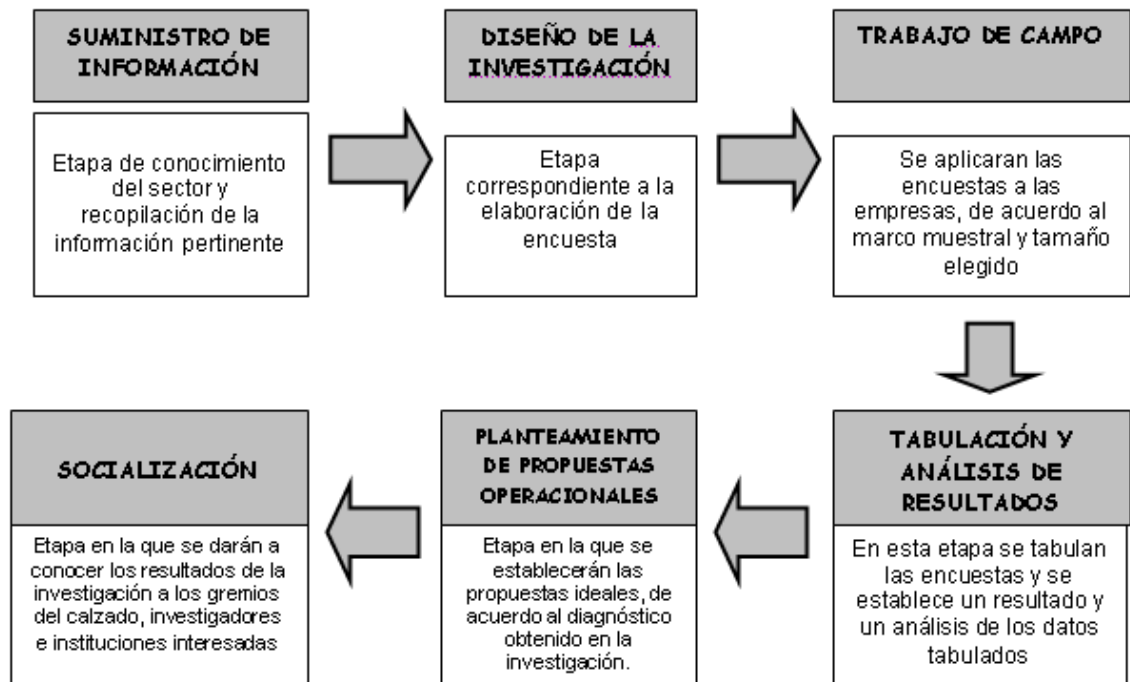 SUMINISTRO DE
INFORMACIÓN
Etapa de conocimiento
del sector y
recopilación de la
información pertinente
DISEÑO DE LA
INVESTIGACIÓN
Etapa
correspondiente a la
elaboración de la
encuesta
TRABAJO DE CAMPO
Se aplicaran las
encuestas a las
empresas, de acuerdo al
marco muestral y tamaño
elegido
TABULACIÓN Y
ANÁLISIS DE
RESULTADOS
En esta etapa se tabulan
las encuestas y se
establece un resultado y
un análisis de los datos
tabulados
PLANTEAMIENTO
DE PROPUESTAS
OPERACIONALES
Etapa en la que se
establecerán las
propuestas ideales, de
acuerdo al diagnóstico
obtenido en la
investigación.
SOCIALIZACIÓN
Etapa en la que se darán a
conocer los resultados de la
investigación a los gremios
del calzado, investigadores
e instituciones interesadas